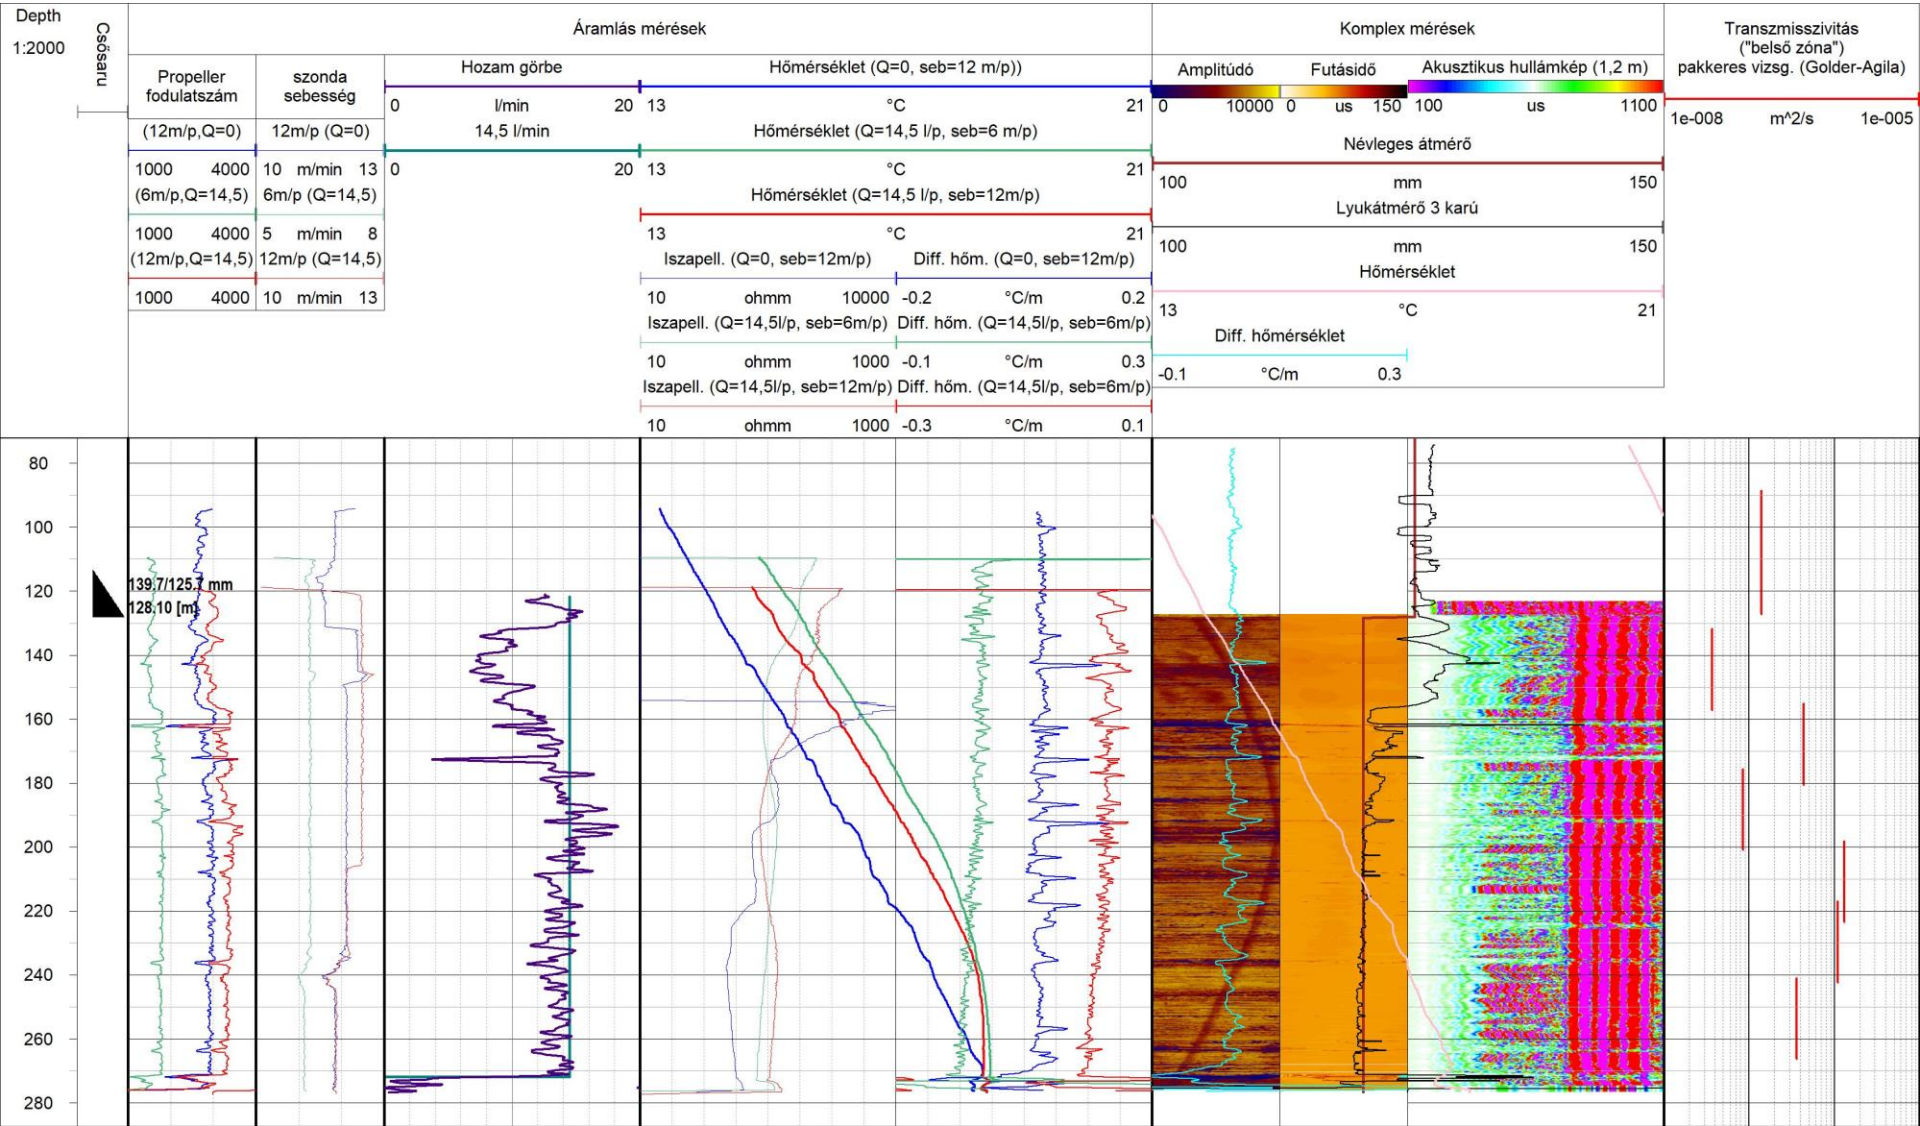 Depth
1:2000
Csősaru
Áramlás mérések
Propeller
fodulatszám
(12m/p,Q=0)
1000 4000
(6m/p,Q=14,5)
1000 4000
(12m/p,Q=14,5)
1000 4000
szonda
sebesség
12m/p (Q=0)
10 m/min 13
6m/p (Q=14,5)
5 m/min 8
12m/p (Q=14,5)
10 m/min 13
Hozam görbe
0 l/min 20
14,5 l/min
0 20
Hőmérséklet (Q=0, seb=12 m/p))
13 °C 21
Hőmérséklet (Q=14,5 l/p, seb=6 m/p)
13 °C 21
Hőmérséklet (Q=14,5 l/p, seb=12m/p)
13 °C 21
Iszapell. (Q=0, seb=12m/p) Diff. hőm. (Q=0, seb=12m/p)
10 ohmm 10000 -0.2 °C/m 0.2
Iszapell. (Q=14,5l/p, seb=6m/p) Diff. hőm. (Q=14,5l/p, seb=6m/p)
10 ohmm 1000 -0.1 °C/m 0.3
Iszapell. (Q=14,5l/p, seb=12m/p) Diff. hőm. (Q=14,5l/p, seb=6m/p)
10 ohmm 1000 -0.3 °C/m 0.1
Komplex mérések
Amplitúdó Futásidő Akusztikus hullámkép (1,2 m)
0 10000 0 us 150 100 us 1100
Névleges átmérő
100 mm 150
Lyukátmérő 3 karú
100 mm 150
Hőmérséklet
13 °C 21
Diff. hőmérséklet
-0.1 °C/m 0.3
Transzmisszivitás
("belső zóna")
pakkeres vizsg. (Golder-Agila)
1e-008 m^2/s 1e-005
80
100
120
139.7/125.7 mm
128.10 [m]
140
160
180
200
220
240
260
280